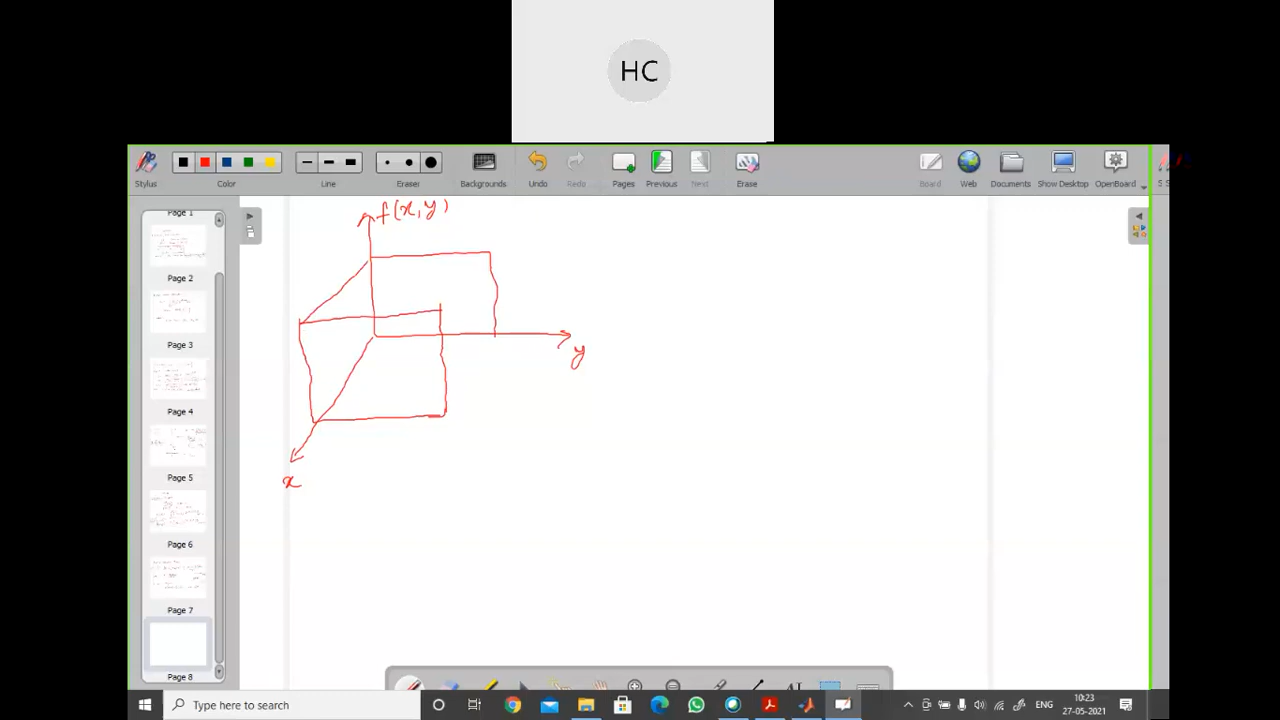 HC
Stylus
Color
Line
Eraser
Backgrounds
Undo
Redo
Pages
Previous
Next
Erase
Board
Web
Documents
Show Desktop
OpenBoard
Page 1
Page 2
Page 3
Page 4
Page 5
Page 6
Page 7
Page 8
f(x,y)
y
x
Type here to search
ENG
10:23
27-05-2021